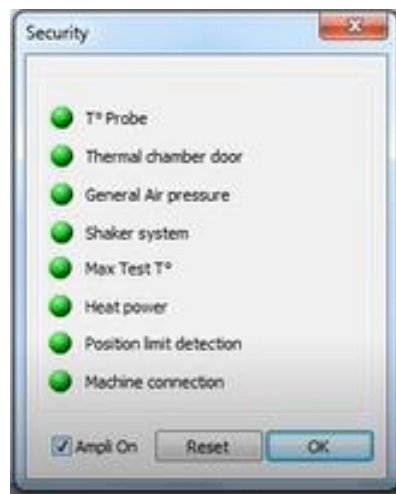 Security
T° Probe
Thermal chamber door
General Air pressure
Shaker system
Max Test T°
Heat power
Position limit detection
Machine connection
Ampli On Reset OK